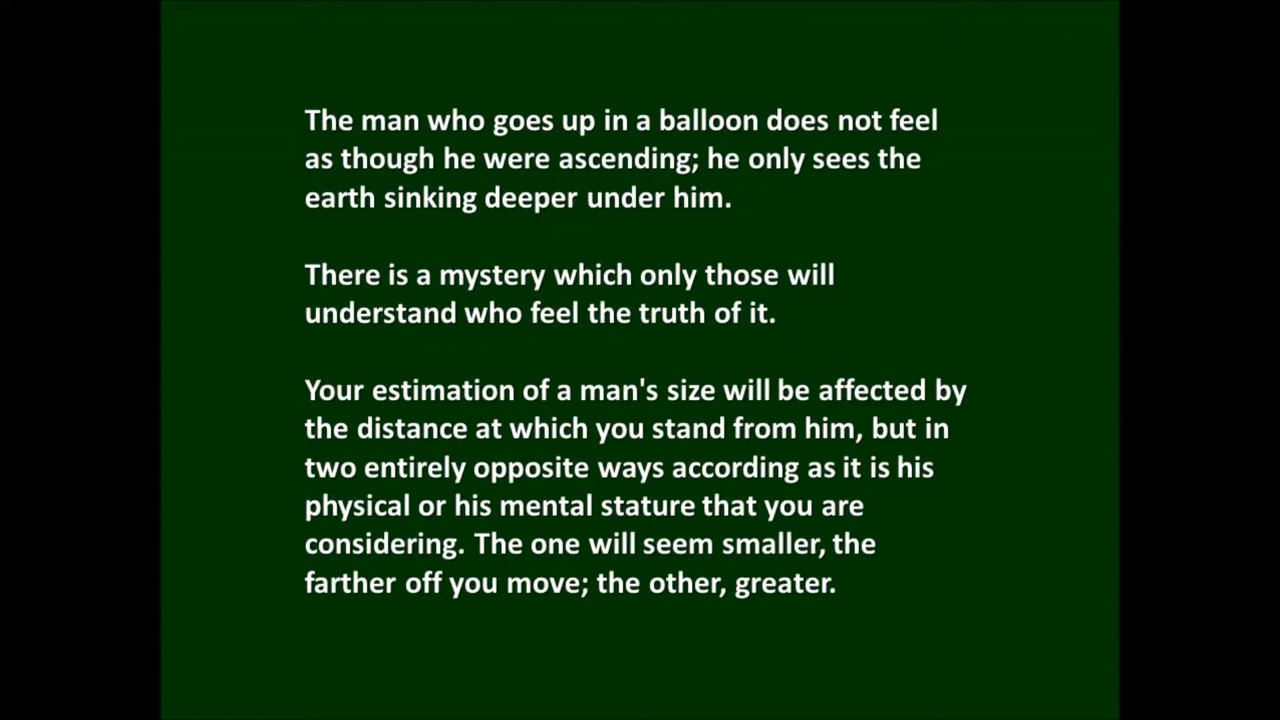 The man who goes up in a balloon does not feel
as though he were ascending; he only sees the
earth sinking deeper under him.
There is a mystery which only those will
understand who feel the truth of it.
Your estimation of a man's size will be affected by
the distance at which you stand from him, but in
two entirely opposite ways according as it is his
physical or his mental stature that you are
considering. The one will seem smaller, the
farther off you move; the other, greater.